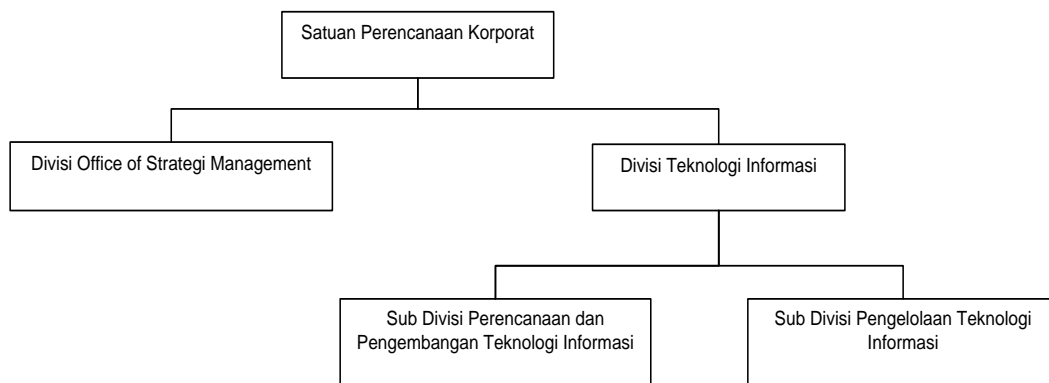 Satuan Perencanaan Korporat
Divisi Office of Strategi Management
Divisi Teknologi Informasi
Sub Divisi Perencanaan dan
Pengembangan Teknologi Informasi
Sub Divisi Pengelolaan Teknologi
Informasi